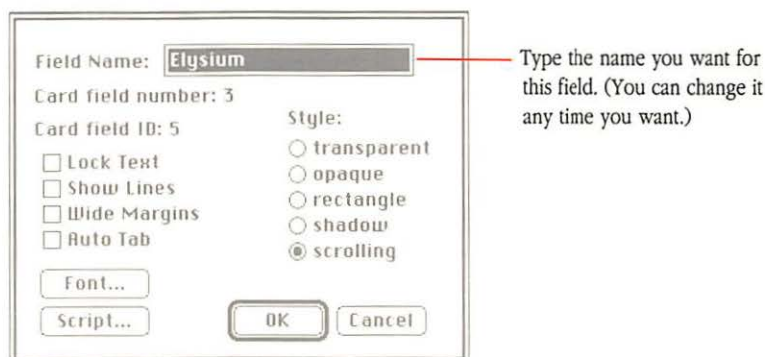 Field Name: Elysium
Card field number: 3
Card field ID: 5
Lock Text
Show Lines
Wide Margins
Auto Tab
Style:
transparent
opaque
rectangle
shadow
scrolling
Font...
Script...
OK
Cancel
Type the name you want for
this field. (You can change it
any time you want.)